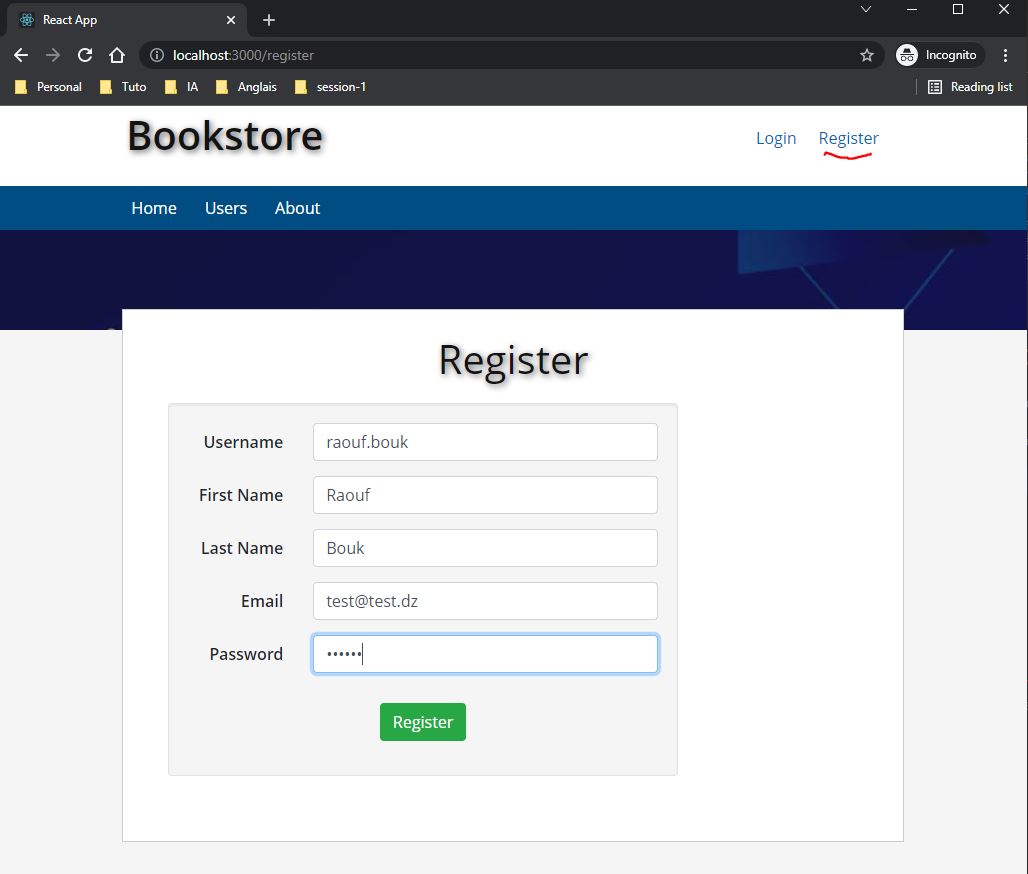 React App
localhost:3000/register
Incognito
Personal Tuto IA Anglais session-1 Reading list
Bookstore
Login Register
Home Users About
Register
Username raouf.bouk
First Name Raouf
Last Name Bouk
Email test@test.dz
Password ••••••
Register